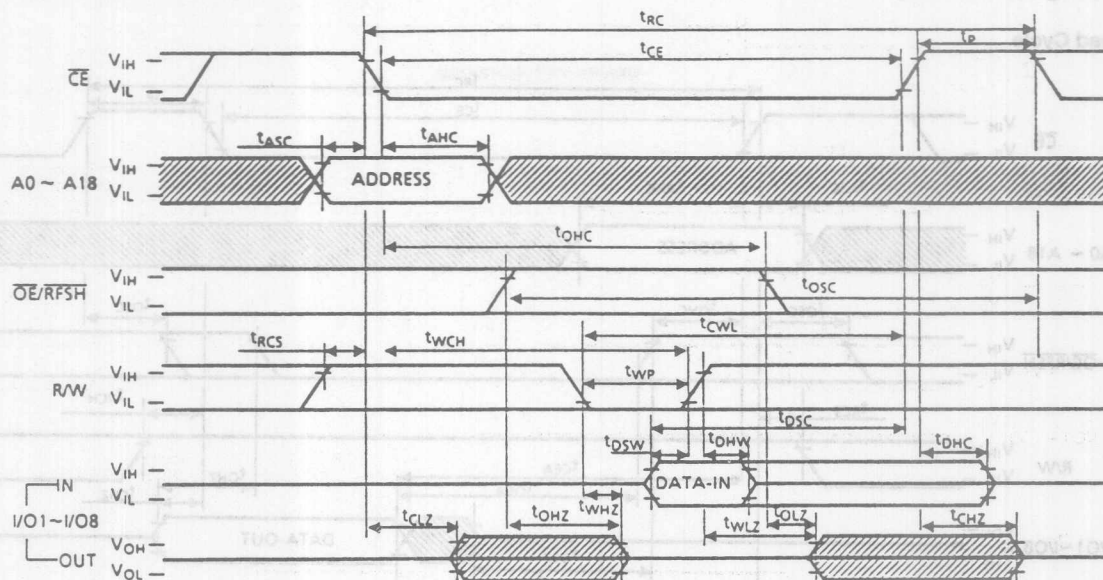 tRC
tP
tCE
CE
VIH
VIL
tASC
tAHC
A0 ~ A18
VIH
VIL
ADDRESS
tOHC
OE/RFSH
VIH
VIL
tOSC
tCWL
tRCS
tWCH
R/W
VIH
VIL
tWP
tDSC
tDSW
tDHW
tDHC
IN
VIH
VIL
DATA-IN
I/O1~I/O8
tWHZ
tCLZ
tOHZ
tWLZ
tOLZ
tCHZ
OUT
VOH
VOL